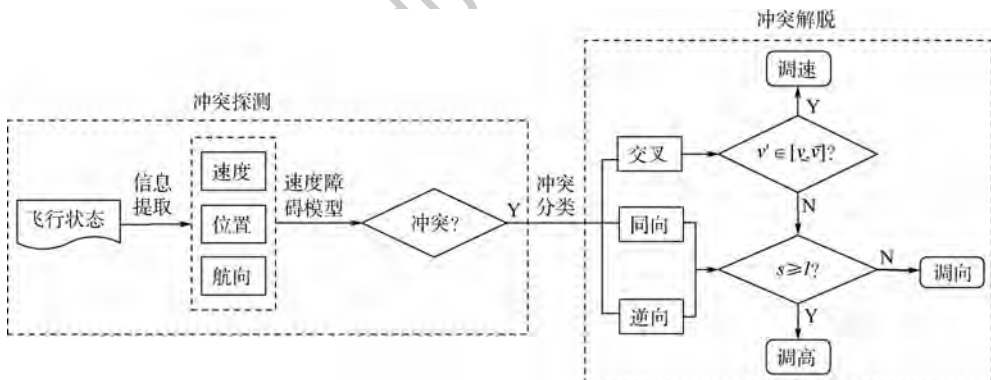 冲突解脱
调速
冲突探测
Y
速度
交叉
v' ∈ [v̲, v̄]?
信息
提取
速度障
碍模型
冲突
分类
飞行状态
位置
冲突?
Y
同向
N
航向
s≥l?
N
调向
逆向
Y
调高